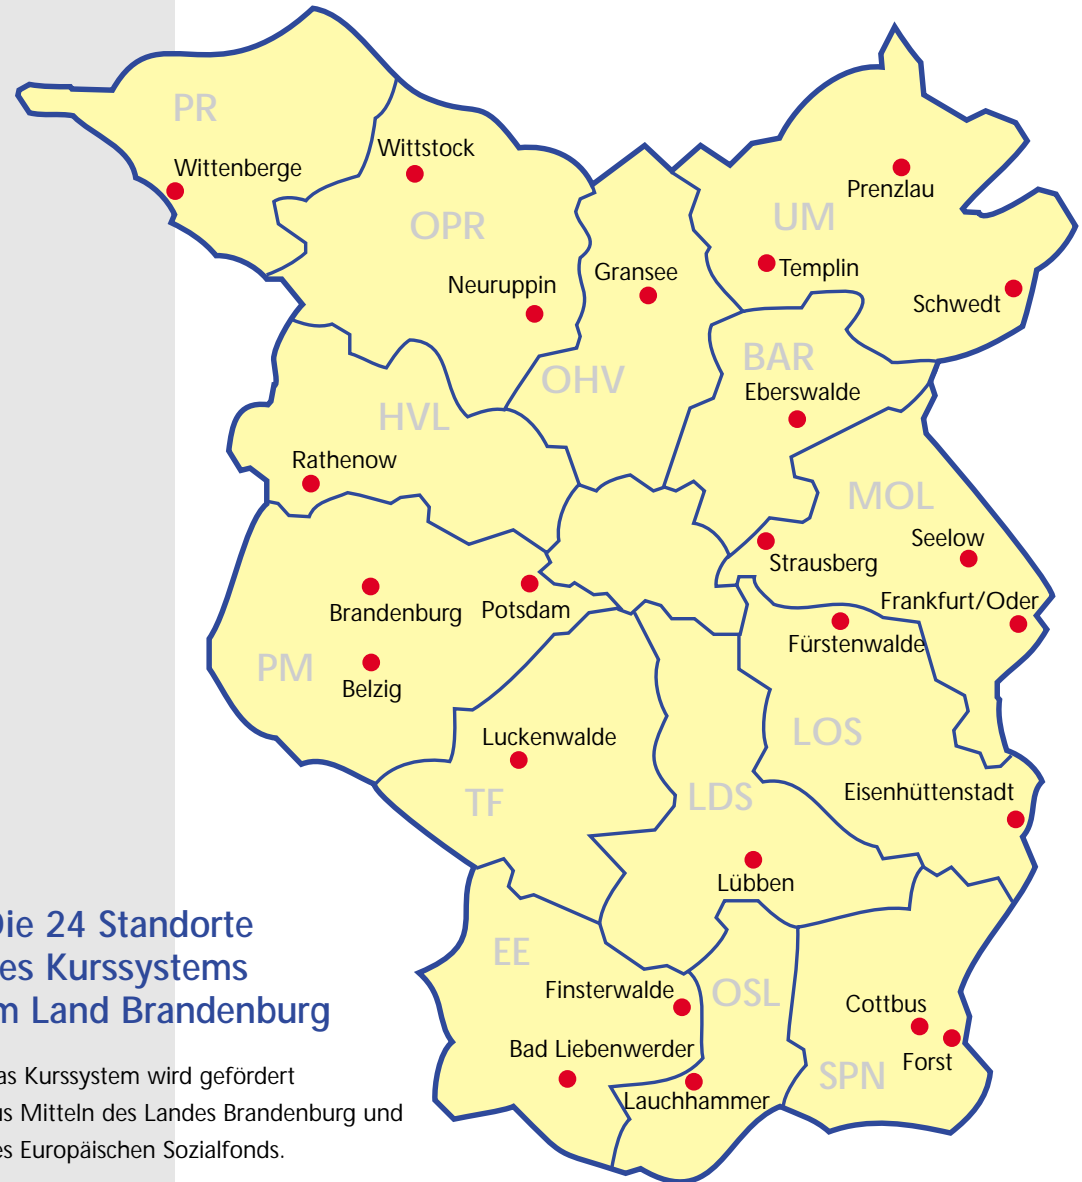 PR
Wittenberge
Wittstock
OPR
Neuruppin
Gransee
Prenzlau
UM
Templin
Schwedt
OHV
BAR
Eberswalde
HVL
Rathenow
MOL
Seelow
Strausberg
Frankfurt/Oder
Fürstenwalde
Brandenburg
Potsdam
PM
Belzig
Luckenwalde
TF
LOS
LDS
Eisenhüttenstadt
Lübben
EE
Finsterwalde
OSL
Cottbus
Forst
SPN
Bad Liebenwerder
Lauchhammer
Die 24 Standorte
es Kurssystems
m Land Brandenburg
as Kurssystem wird gefördert
us Mitteln des Landes Brandenburg und
es Europäischen Sozialfonds.